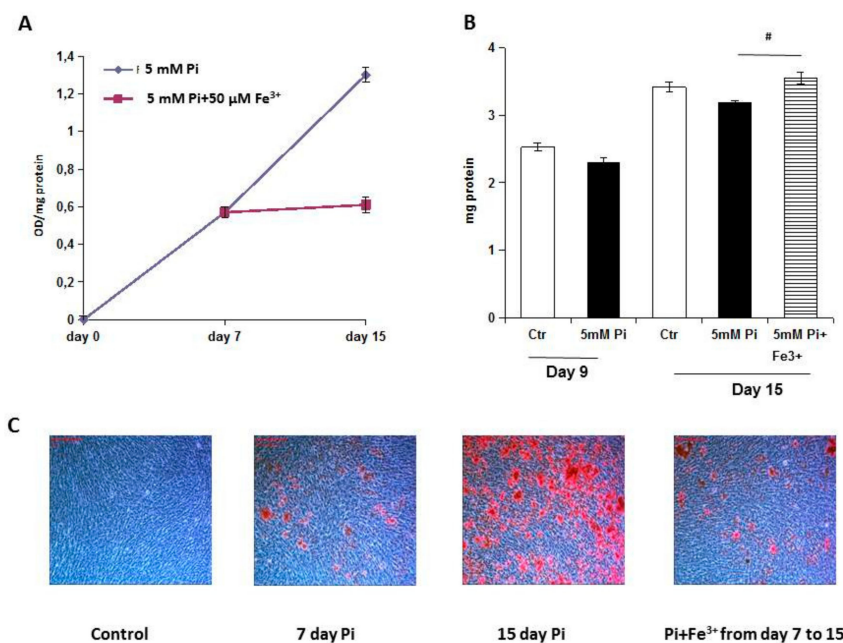 A
1,4
1,2
1
0,8
0,6
0,4
0,2
0
OD/mg protein
5 mM Pi
5 mM Pi+50 µM Fe³⁺
day 0
day 7
day 15
B
#
4
3
2
1
0
mg protein
Ctr
5mM Pi
Ctr
5mM Pi
5mM Pi+
Fe3+
Day 9
Day 15
C
Control
7 day Pi
15 day Pi
Pi+Fe³⁺ from day 7 to 15